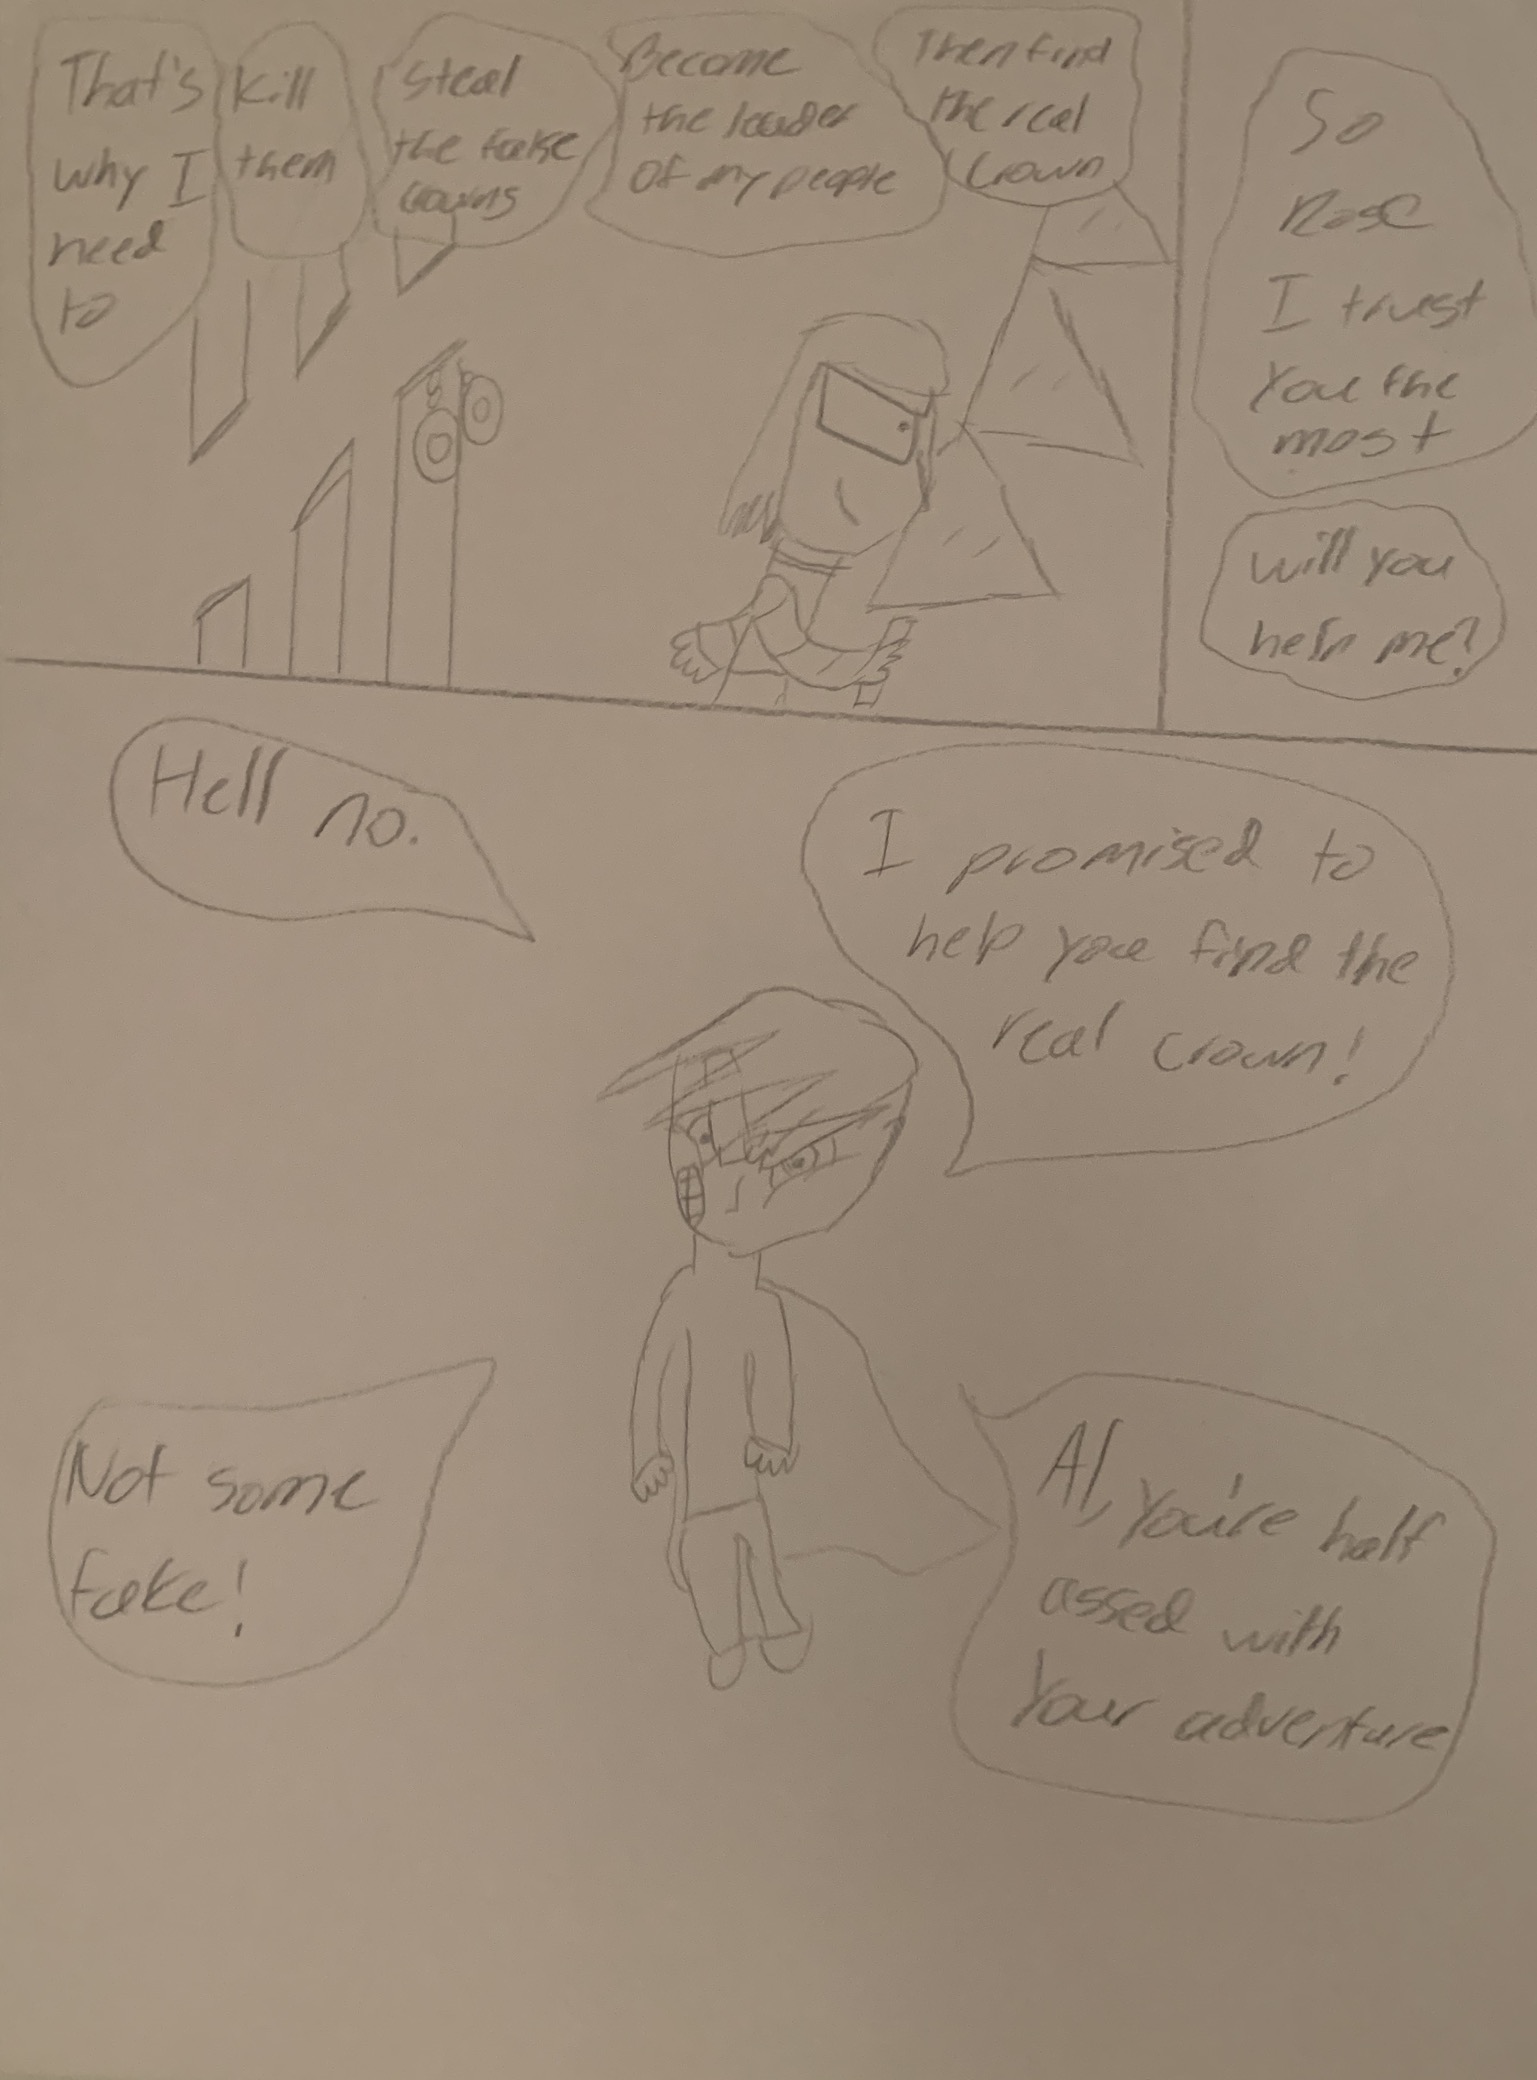 That's
why I
need
to
Kill
them
Steal
the fake
crowns
Become
the leader
of my people
Then find
the real
crown
So
Rose
I trust
you the
most
will you
help me?
Hell no.
I promised to
help you find the
real crown!
Not some
fake!
Al, you're half
assed with
your adventure